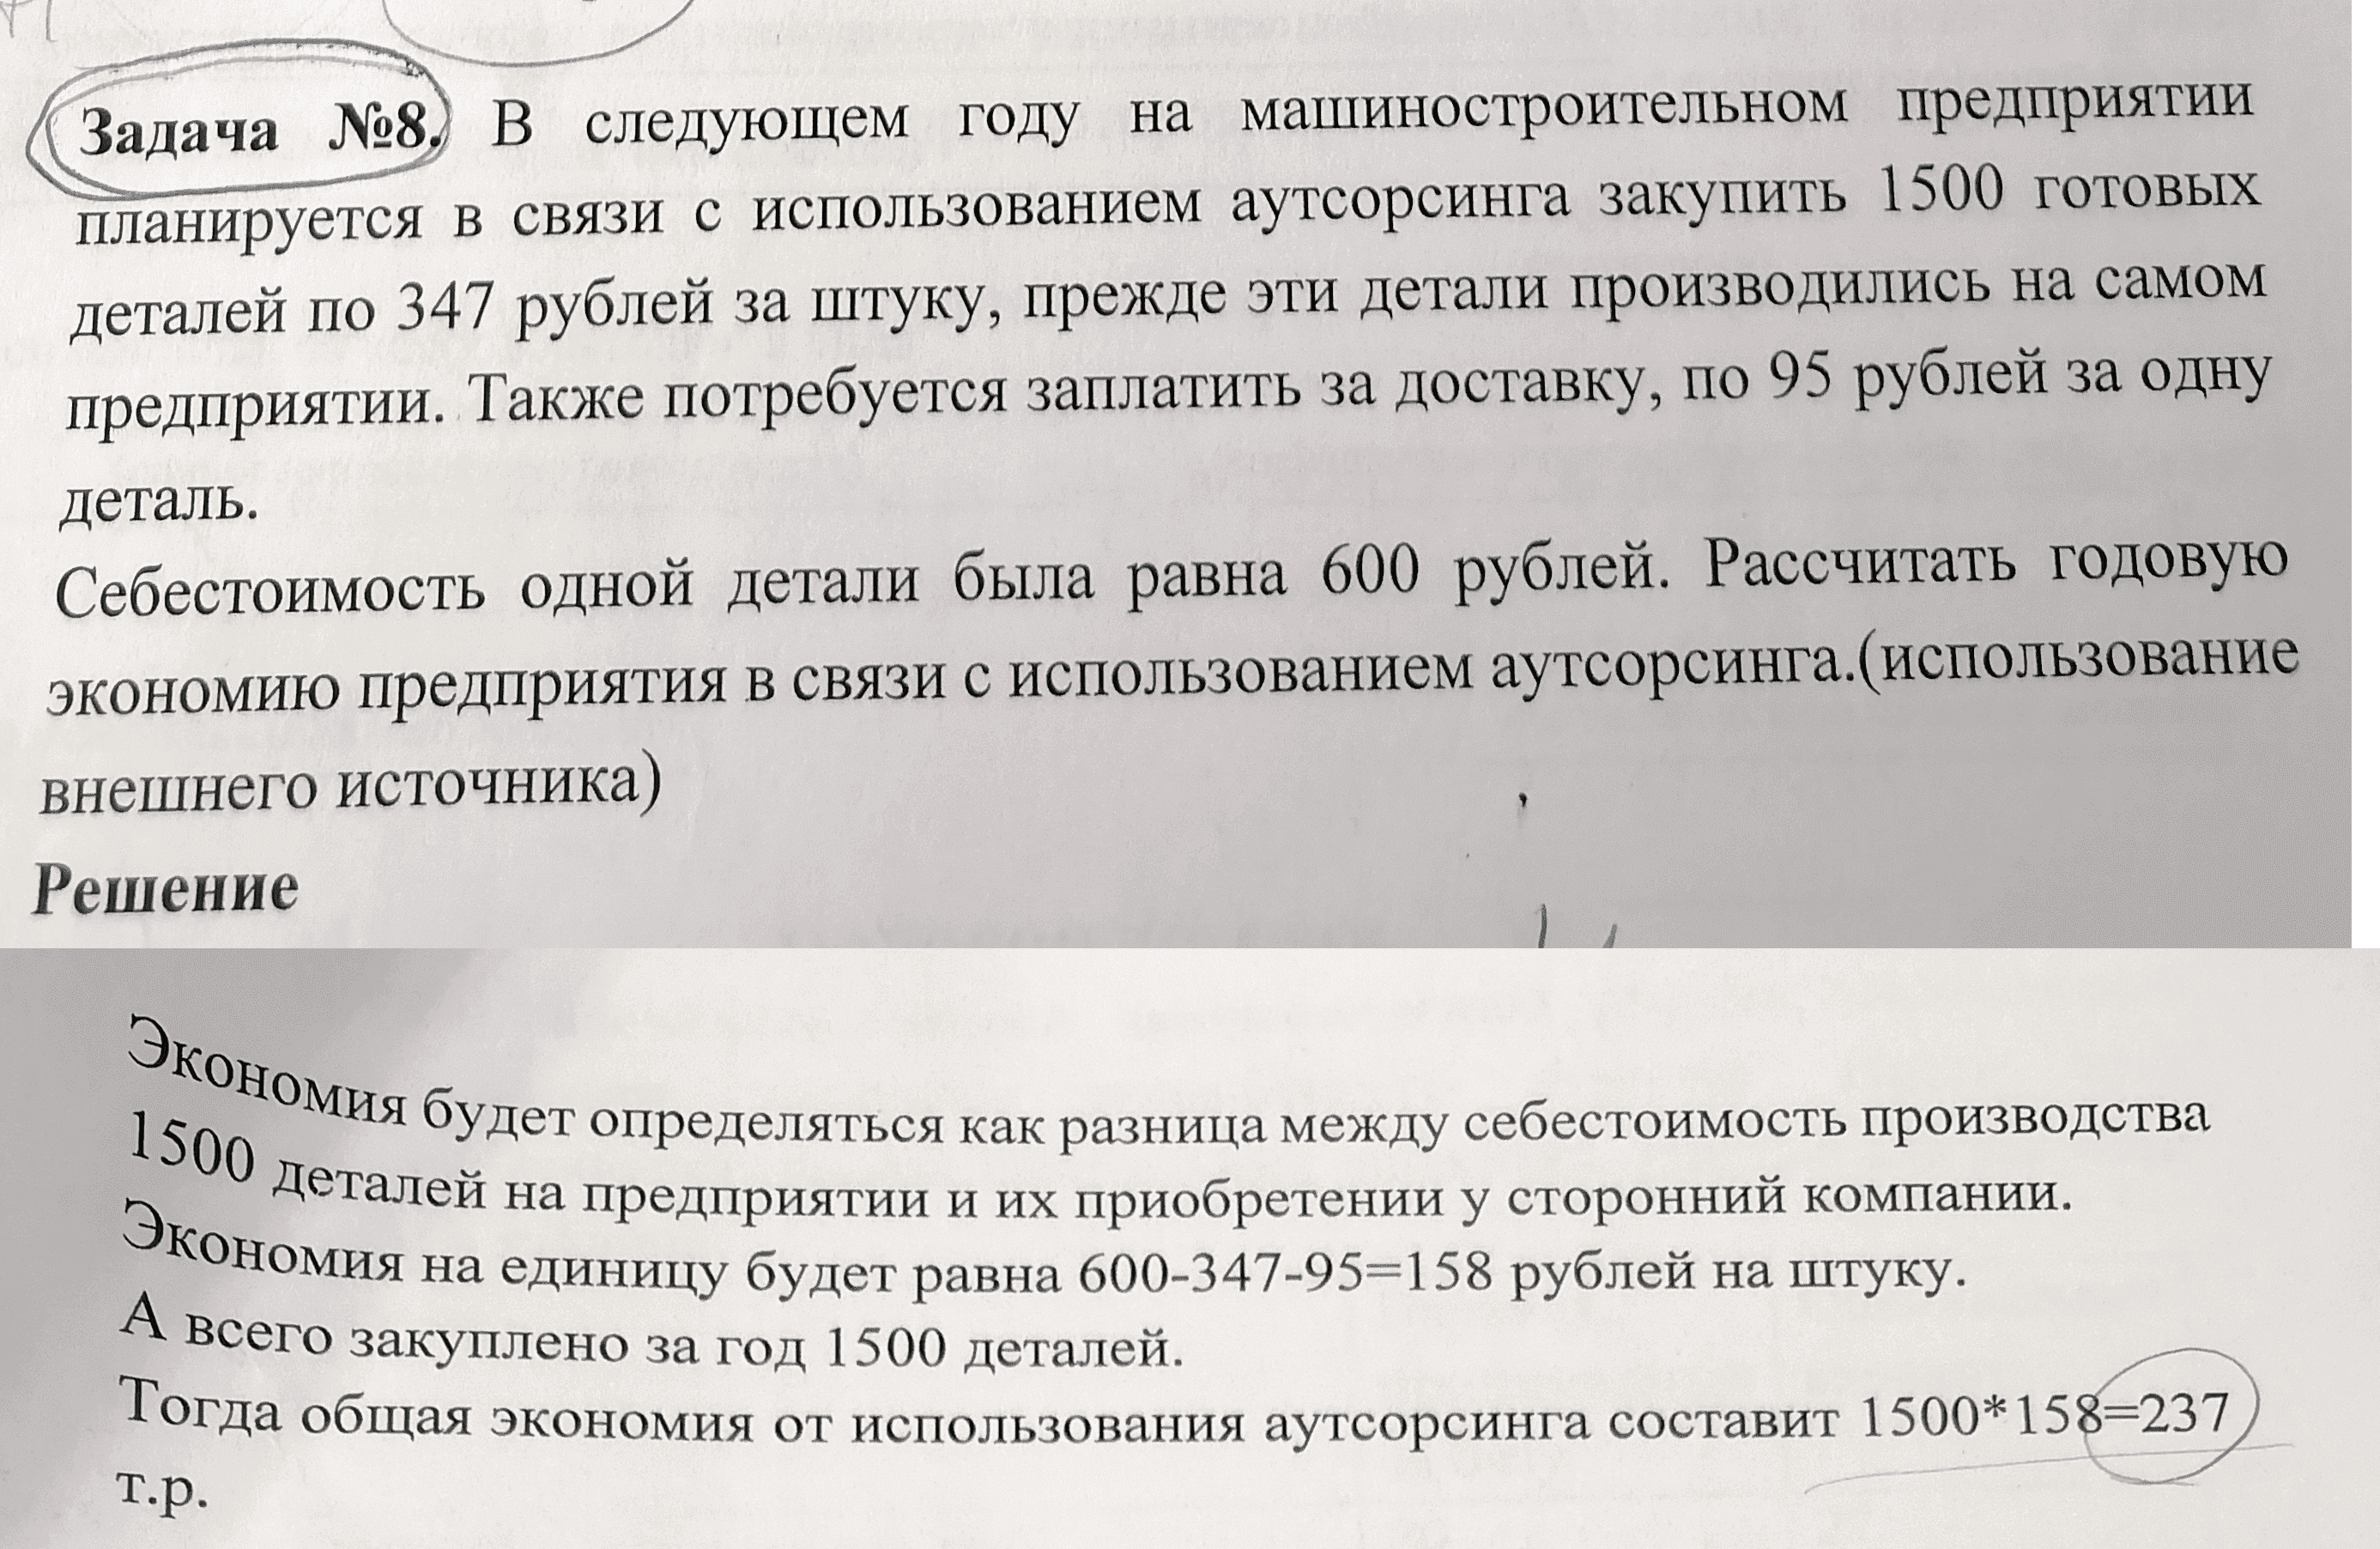 Задача №8. В следующем году на машиностроительном предприятии
планируется в связи с использованием аутсорсинга закупить 1500 готовых
деталей по 347 рублей за штуку, прежде эти детали производились на самом
предприятии. Также потребуется заплатить за доставку, по 95 рублей за одну
деталь.
Себестоимость одной детали была равна 600 рублей. Рассчитать годовую
экономию предприятия в связи с использованием аутсорсинга.(использование
внешнего источника)
Решение
Экономия будет определяться как разница между себестоимость производства
1500 деталей на предприятии и их приобретении у сторонний компании.
Экономия на единицу будет равна 600-347-95=158 рублей на штуку.
А всего закуплено за год 1500 деталей.
Тогда общая экономия от использования аутсорсинга составит 1500*158=237
т.р.